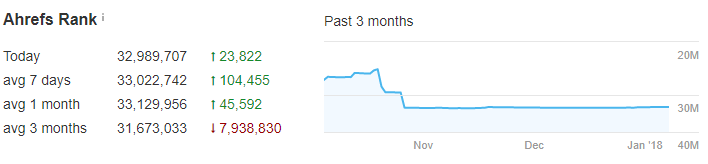 Ahrefs Rank i
Past 3 months
Today 32,989,707 ↑ 23,822
avg 7 days 33,022,742 ↑ 104,455
avg 1 month 33,129,956 ↑ 45,592
avg 3 months 31,673,033 ↓ 7,938,830
20M
30M
Nov Dec Jan '18 40M